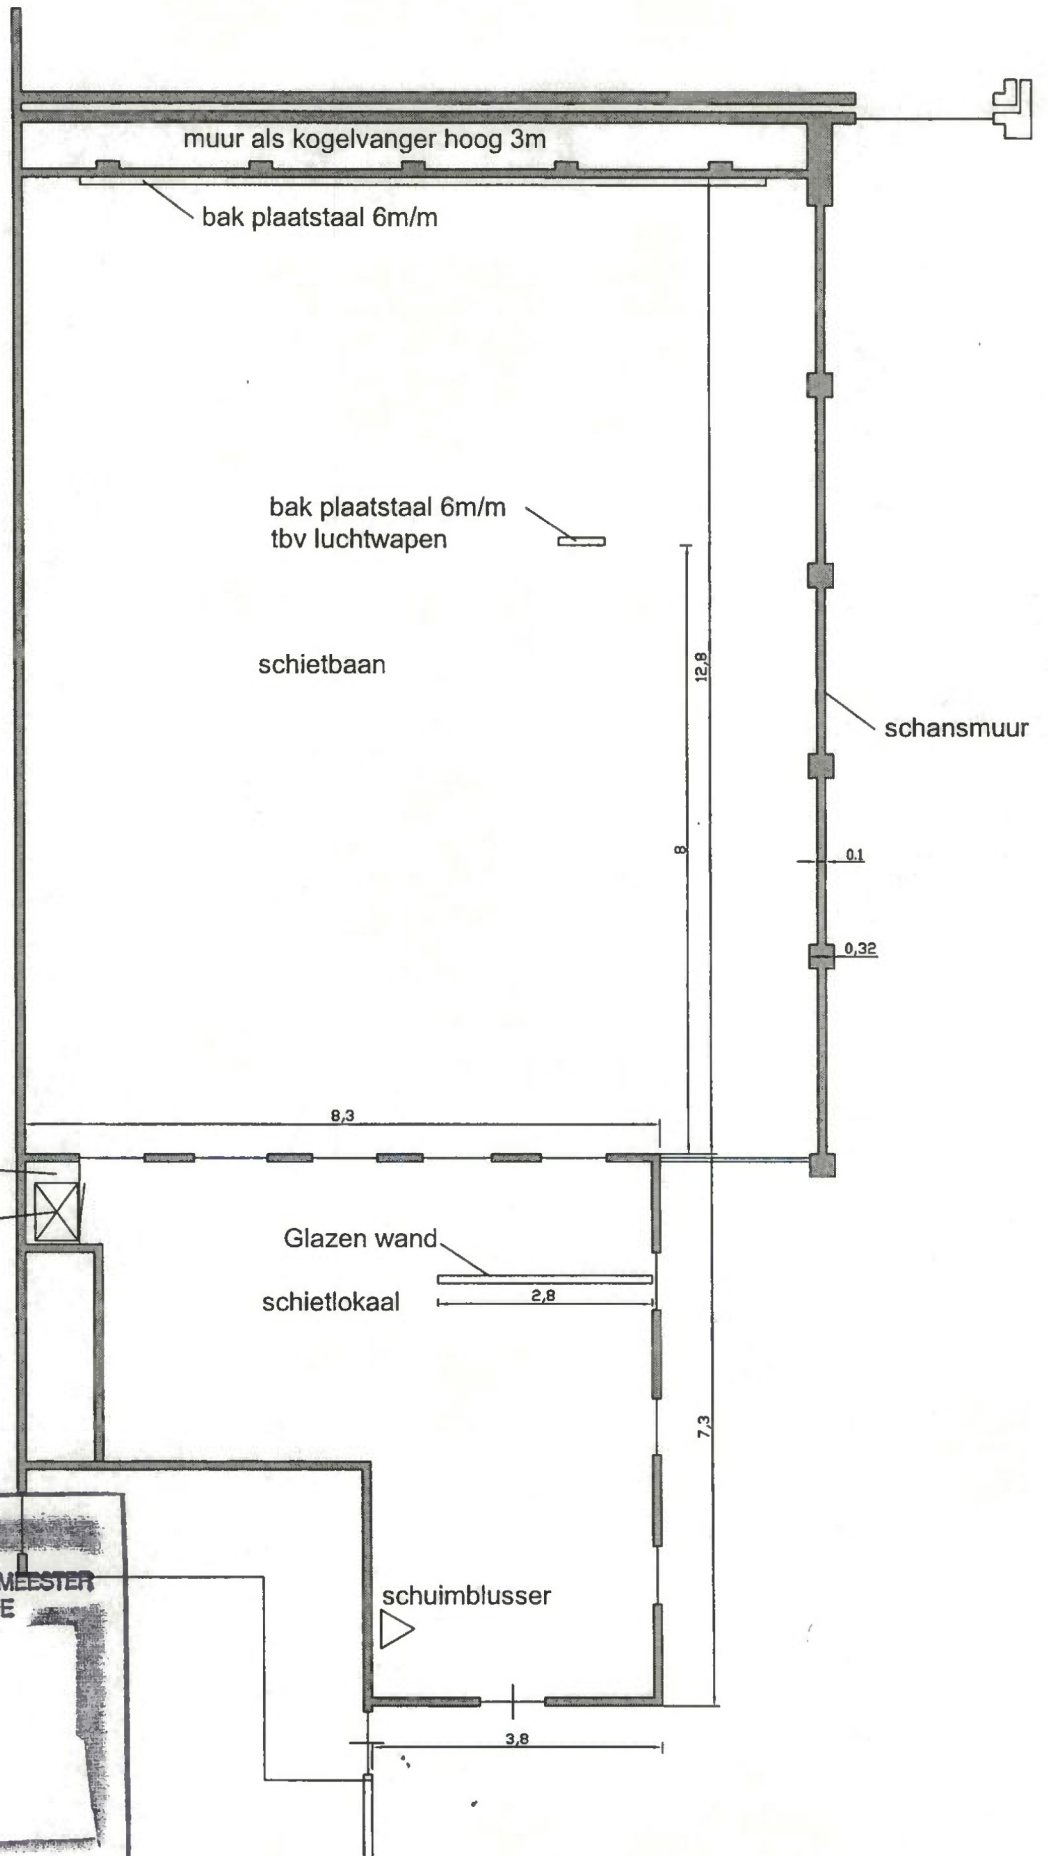 muur als kogelvanger hoog 3m
bak plaatstaal 6m/m
bak plaatstaal 6m/m
tbv luchtwapen
schietbaan
12,8
schansmuur
8
0.1
0,32
8,3
Glazen wand
schietlokaal
2,8
7,3
MEESTER
E
schuimblusser
3,8